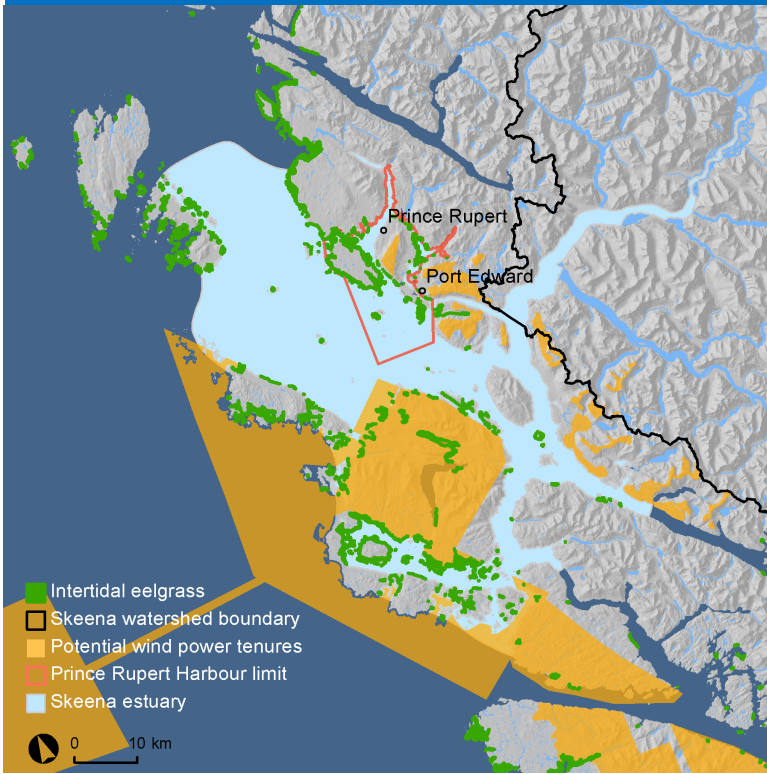 Prince Rupert
Port Edward
Intertidal eelgrass
Skeena watershed boundary
Potential wind power tenures
Prince Rupert Harbour limit
Skeena estuary
0 10 km